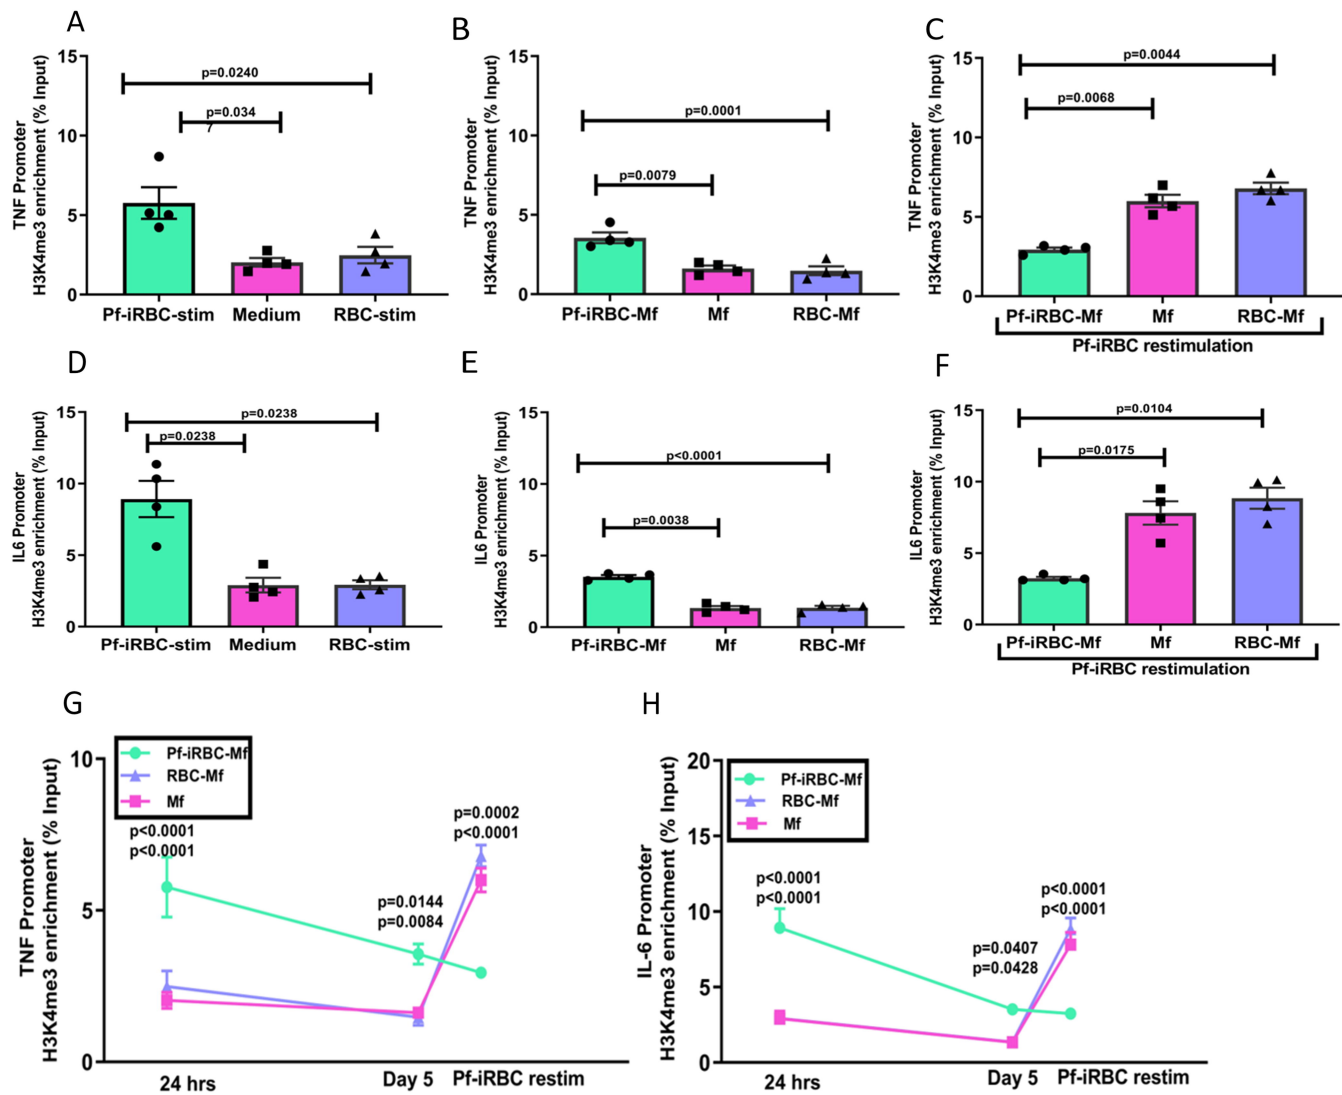 A
TNF Promoter
H3K4me3 enrichment (% Input)
15
10
5
0
p=0.0240
p=0.034
7
Pf-iRBC-stim
Medium
RBC-stim
B
TNF Promoter
H3K4me3 enrichment (% Input)
15
10
5
0
p=0.0001
p=0.0079
Pf-iRBC-Mf
Mf
RBC-Mf
C
TNF Promoter
H3K4me3 enrichment (% Input)
15
10
5
0
p=0.0044
p=0.0068
Pf-iRBC-Mf
Mf
RBC-Mf
Pf-iRBC restimulation
D
IL6 Promoter
H3K4me3 enrichment (% Input)
15
10
5
0
p=0.0238
p=0.0238
Pf-iRBC-stim
Medium
RBC-stim
E
IL6 Promoter
H3K4me3 enrichment (% Input)
15
10
5
0
p<0.0001
p=0.0038
Pf-iRBC-Mf
Mf
RBC-Mf
F
IL6 Promoter
H3K4me3 enrichment (% Input)
15
10
5
0
p=0.0104
p=0.0175
Pf-iRBC-Mf
Mf
RBC-Mf
Pf-iRBC restimulation
G
TNF Promoter
H3K4me3 enrichment (% Input)
10
5
0
Pf-iRBC-Mf
RBC-Mf
Mf
p<0.0001
p<0.0001
p=0.0144
p=0.0084
p=0.0002
p<0.0001
24 hrs
Day 5
Pf-iRBC restim
H
IL-6 Promoter
H3K4me3 enrichment (% Input)
20
15
10
5
0
Pf-iRBC-Mf
RBC-Mf
Mf
p<0.0001
p<0.0001
p=0.0407
p=0.0428
p<0.0001
p<0.0001
24 hrs
Day 5
Pf-iRBC restim